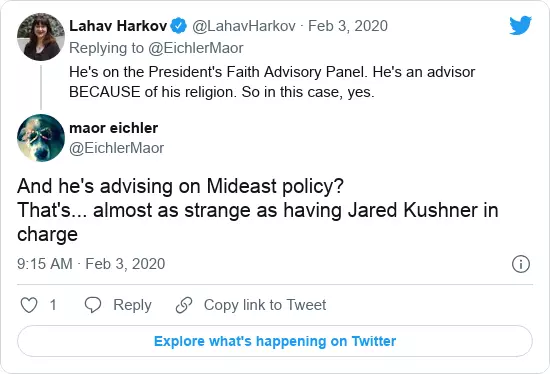 Lahav Harkov @LahavHarkov · Feb 3, 2020
Replying to @EichlerMaor
He's on the President's Faith Advisory Panel. He's an advisor
BECAUSE of his religion. So in this case, yes.
maor eichler
@EichlerMaor
And he's advising on Mideast policy?
That's... almost as strange as having Jared Kushner in
charge
9:15 AM · Feb 3, 2020
1 Reply Copy link to Tweet
Explore what's happening on Twitter